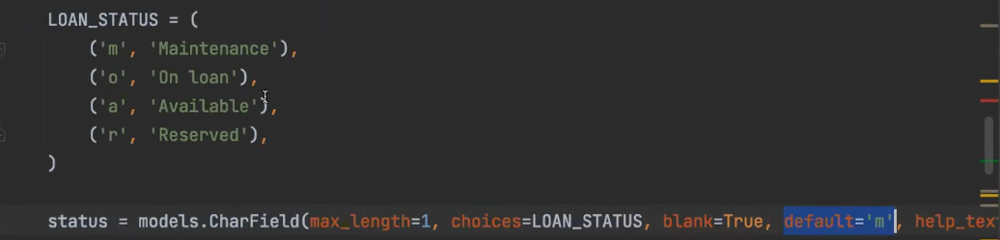 LOAN_STATUS = (
('m', 'Maintenance'),
('o', 'On loan'),
('a', 'Available'),
('r', 'Reserved'),
)
status = models.CharField(max_length=1, choices=LOAN_STATUS, blank=True, default='m', help_tex